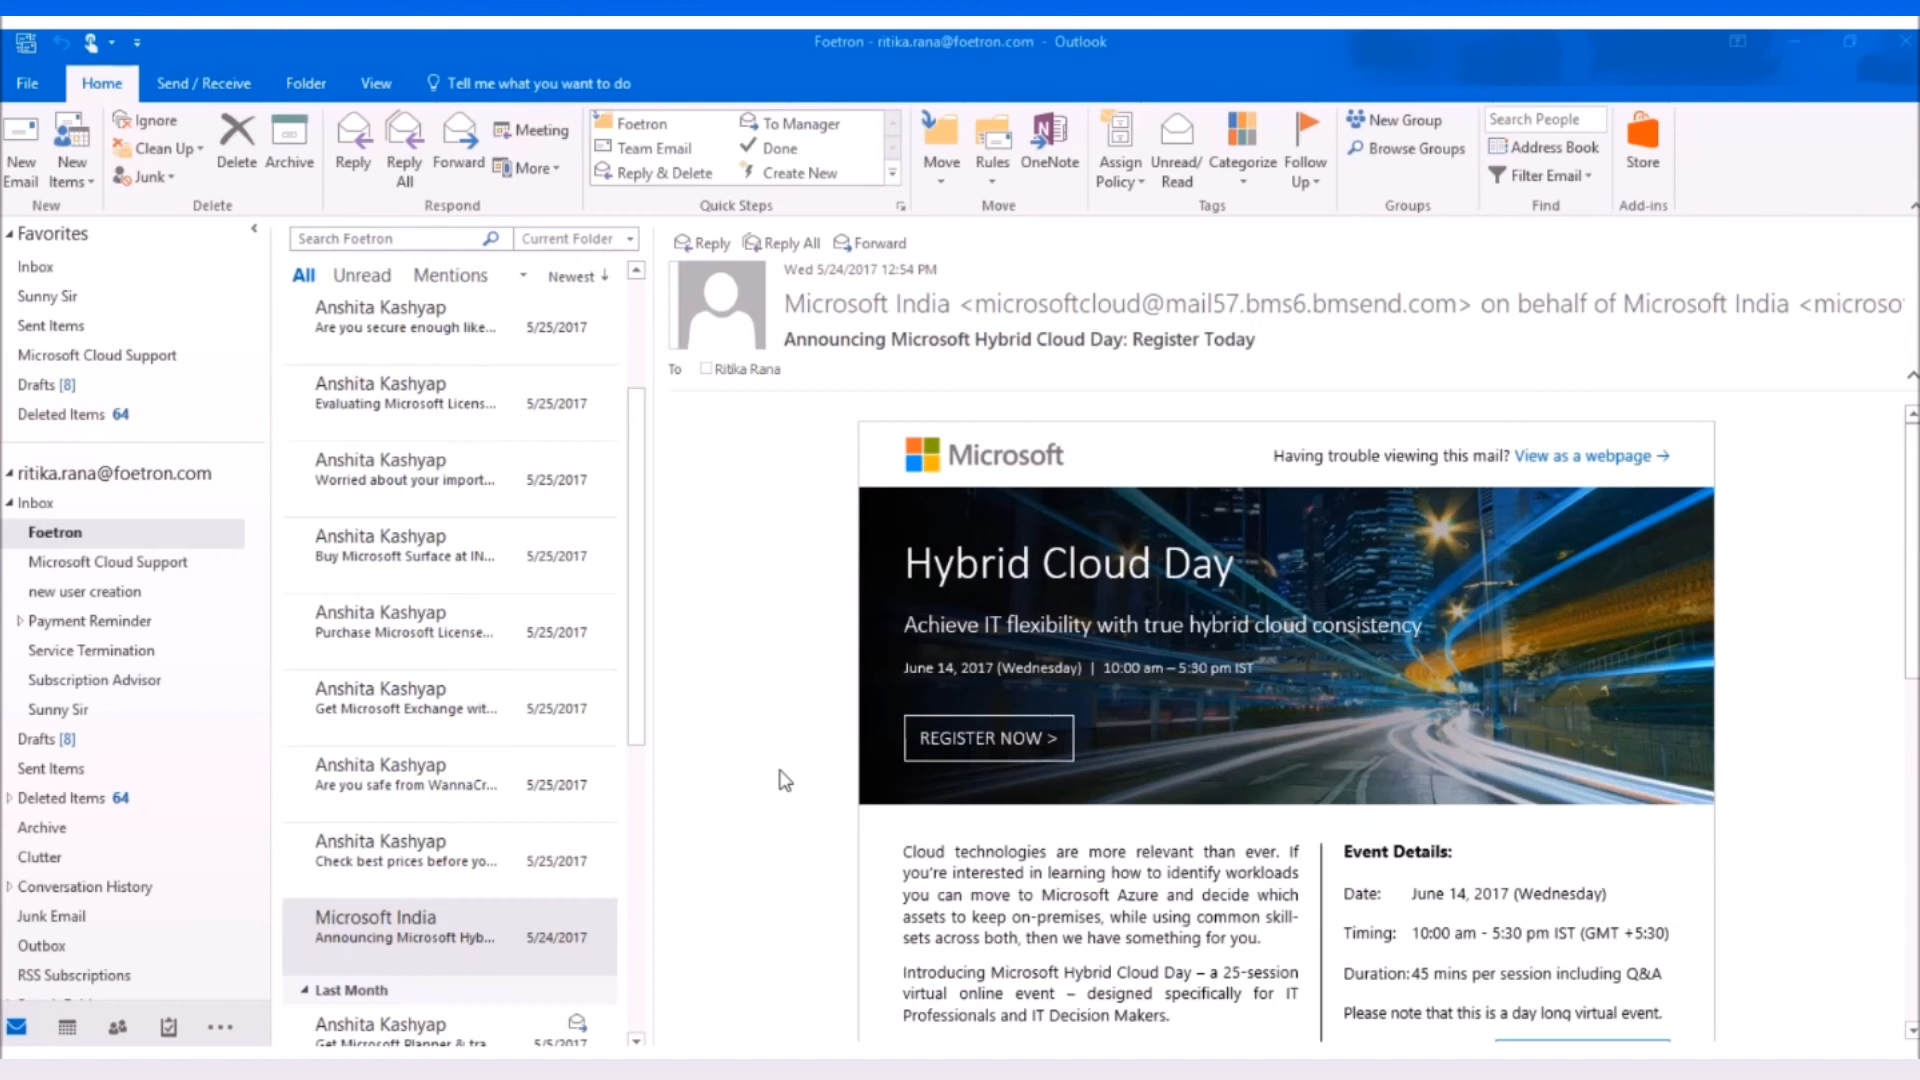 Foetron - ritika.rana@foetron.com - Outlook
File Home Send / Receive Folder View Tell me what you want to do
New Email
New Items
Ignore
Clean Up
Junk
Delete
Archive
Reply
Reply All
Forward
Meeting
More
Foetron
Team Email
Reply & Delete
To Manager
Done
Create New
Move
Rules
OneNote
Assign Policy
Unread/ Read
Categorize
Follow Up
New Group
Browse Groups
Search People
Address Book
Filter Email
Store
New Delete Respond Quick Steps Move Tags Groups Find Add-ins
Favorites
Inbox
Sunny Sir
Sent Items
Microsoft Cloud Support
Drafts [8]
Deleted Items 64
ritika.rana@foetron.com
Inbox
Foetron
Microsoft Cloud Support
new user creation
Payment Reminder
Service Termination
Subscription Advisor
Sunny Sir
Drafts [8]
Sent Items
Deleted Items 64
Archive
Clutter
Conversation History
Junk Email
Outbox
RSS Subscriptions
Search Foetron Current Folder
All Unread Mentions Newest
Anshita Kashyap
Are you secure enough like... 5/25/2017
Anshita Kashyap
Evaluating Microsoft Licens... 5/25/2017
Anshita Kashyap
Worried about your import... 5/25/2017
Anshita Kashyap
Buy Microsoft Surface at IN... 5/25/2017
Anshita Kashyap
Purchase Microsoft License... 5/25/2017
Anshita Kashyap
Get Microsoft Exchange wit... 5/25/2017
Anshita Kashyap
Are you safe from WannaCr... 5/25/2017
Anshita Kashyap
Check best prices before yo... 5/25/2017
Microsoft India
Announcing Microsoft Hyb... 5/24/2017
Last Month
Anshita Kashyap
Get Microsoft Planner & tra... 5/5/2017
Reply Reply All Forward
Wed 5/24/2017 12:54 PM
Microsoft India <microsoftcloud@mail57.bms6.bmsend.com> on behalf of Microsoft India <microso
Announcing Microsoft Hybrid Cloud Day: Register Today
To Ritika Rana
Microsoft
Having trouble viewing this mail? View as a webpage →
Hybrid Cloud Day
Achieve IT flexibility with true hybrid cloud consistency
June 14, 2017 (Wednesday) | 10:00 am – 5:30 pm IST
REGISTER NOW >
Cloud technologies are more relevant than ever. If
you're interested in learning how to identify workloads
you can move to Microsoft Azure and decide which
assets to keep on-premises, while using common skill-
sets across both, then we have something for you.
Introducing Microsoft Hybrid Cloud Day – a 25-session
virtual online event – designed specifically for IT
Professionals and IT Decision Makers.
Event Details:
Date: June 14, 2017 (Wednesday)
Timing: 10:00 am - 5:30 pm IST (GMT +5:30)
Duration: 45 mins per session including Q&A
Please note that this is a day long virtual event.